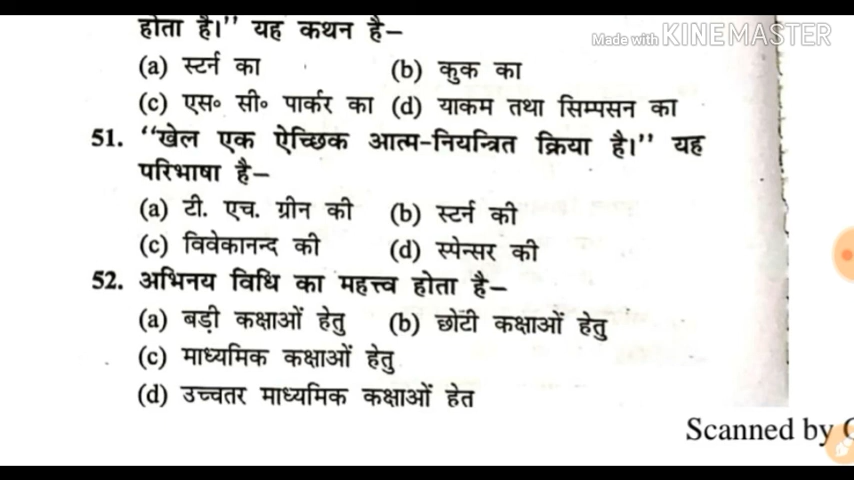 होता है।" यह कथन है–
Made with KINEMASTER
(a) स्टर्न का (b) कुक का
(c) एस० सी० पार्कर का (d) याकम तथा सिम्पसन का
51. "खेल एक ऐच्छिक आत्म-नियन्त्रित क्रिया है।" यह
परिभाषा है–
(a) टी. एच. ग्रीन की (b) स्टर्न की
(c) विवेकानन्द की (d) स्पेन्सर की
52. अभिनय विधि का महत्त्व होता है–
(a) बड़ी कक्षाओं हेतु (b) छोटी कक्षाओं हेतु
(c) माध्यमिक कक्षाओं हेतु
(d) उच्चतर माध्यमिक कक्षाओं हेत
Scanned by